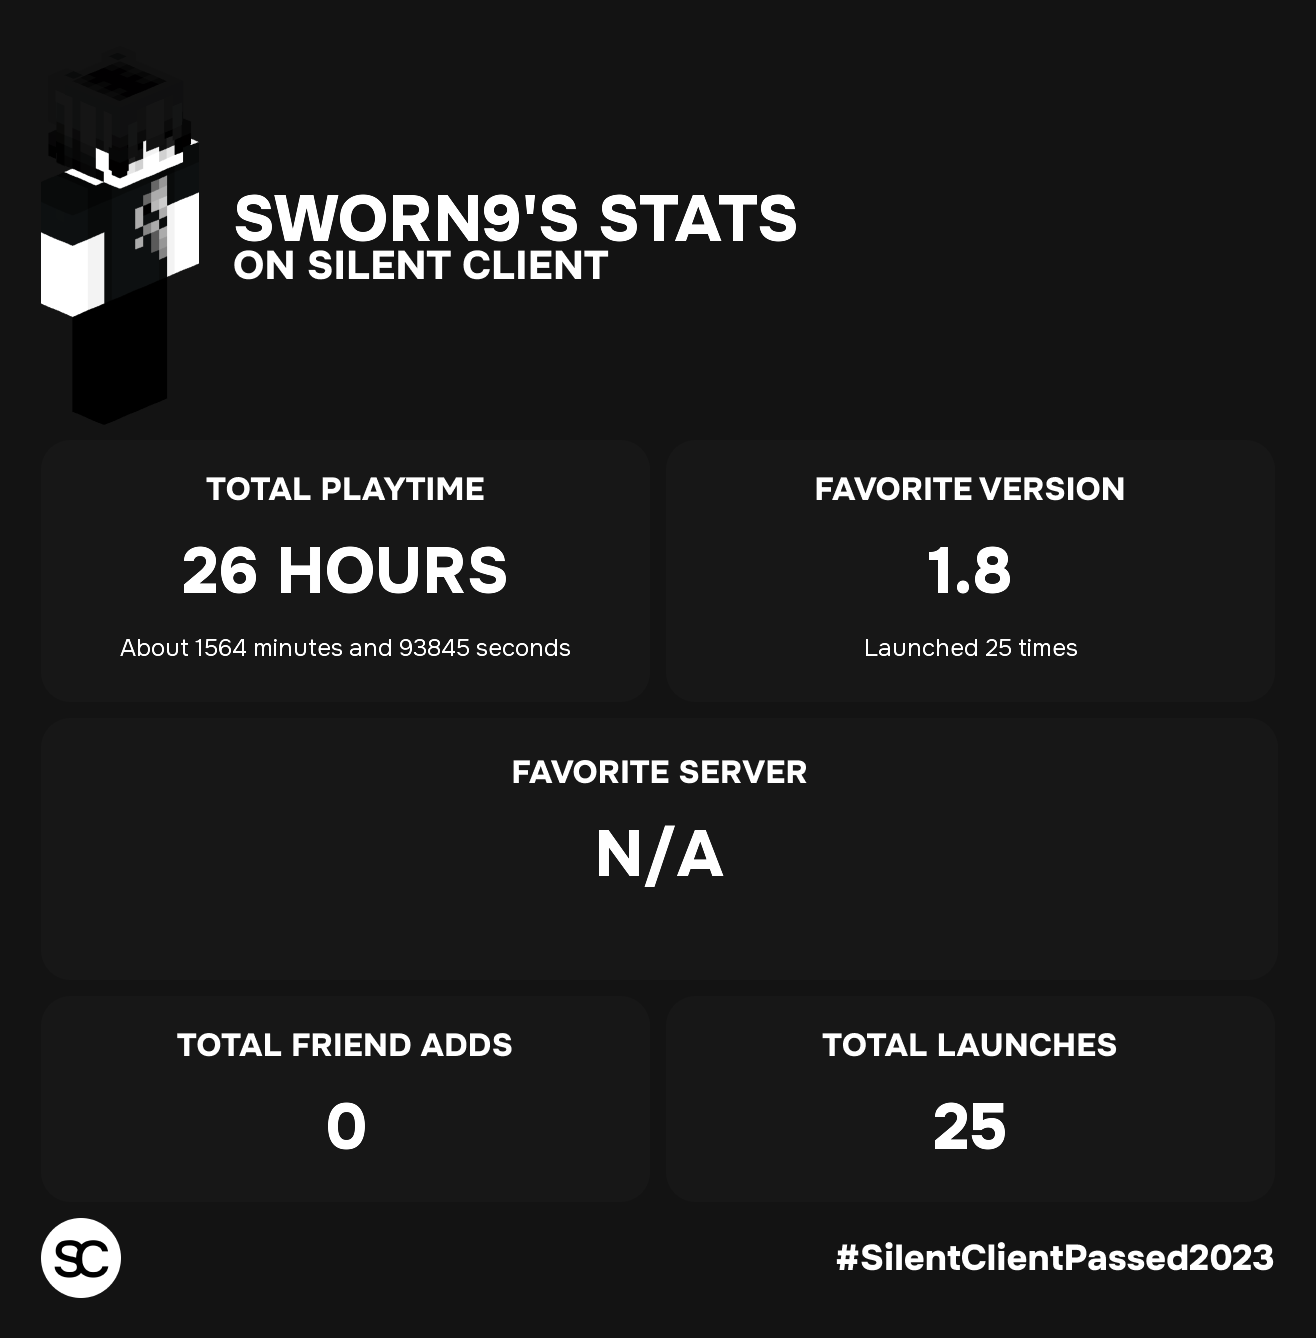 SWORN9'S STATS
ON SILENT CLIENT
TOTAL PLAYTIME
26 HOURS
About 1564 minutes and 93845 seconds
FAVORITE VERSION
1.8
Launched 25 times
FAVORITE SERVER
N/A
TOTAL FRIEND ADDS
0
TOTAL LAUNCHES
25
SC
#SilentClientPassed2023